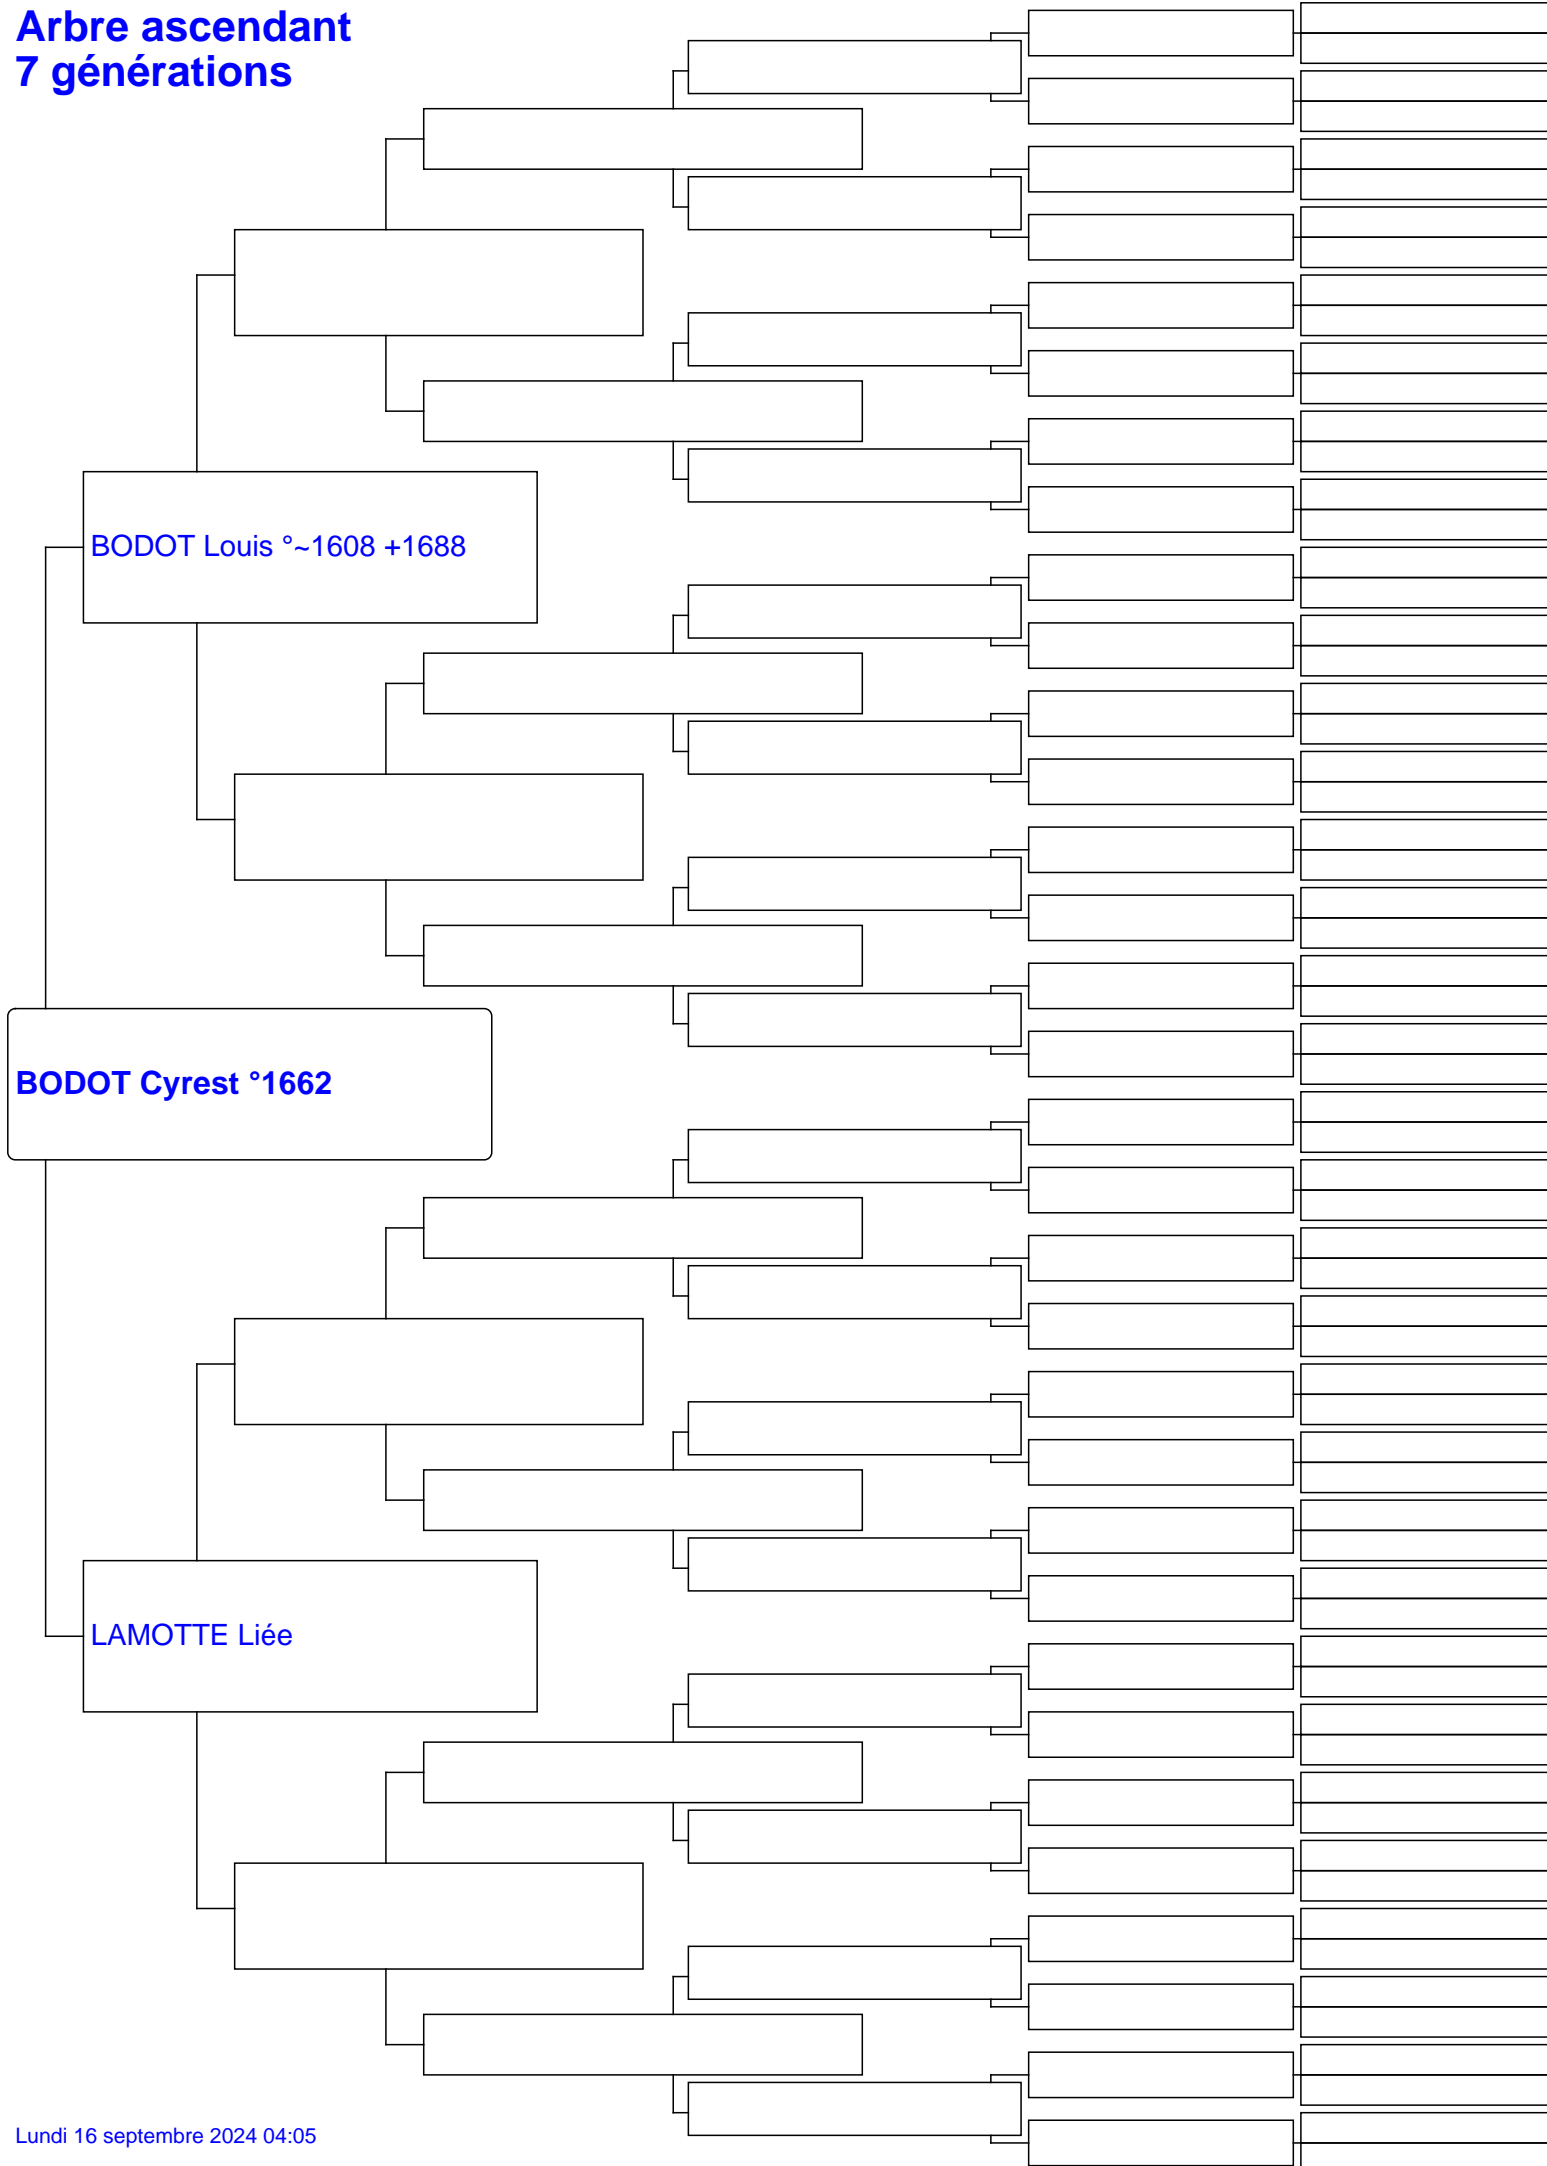 Arbre ascendant
7 générations
BODOT Louis °~1608 +1688
BODOT Cyrest °1662
LAMOTTE Liée
Lundi 16 septembre 2024 04:05